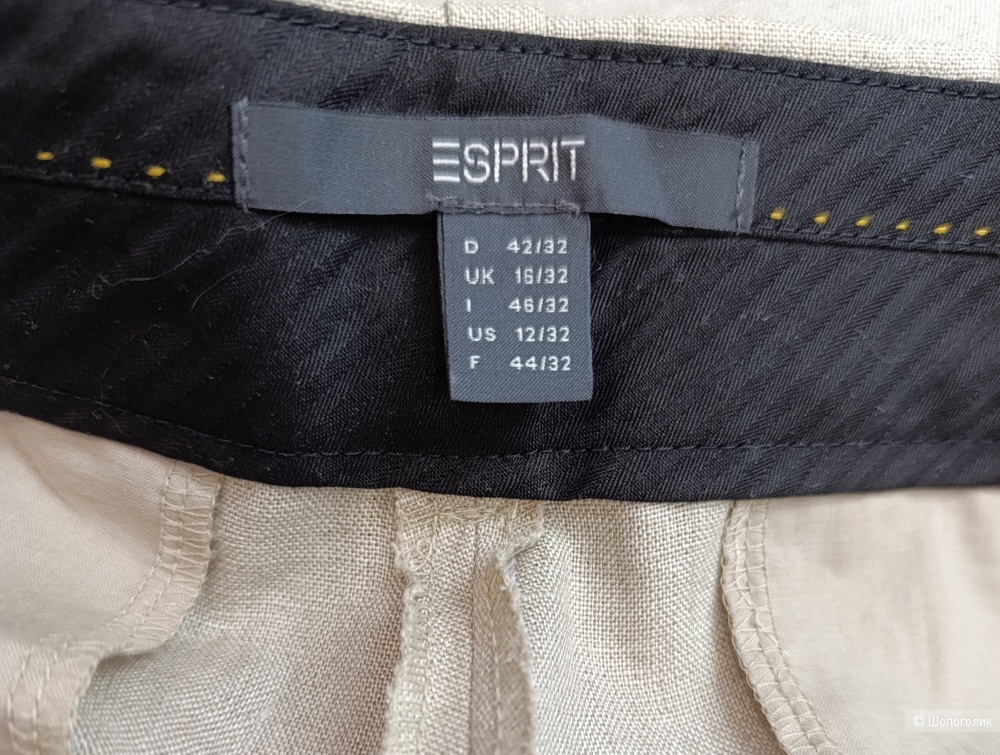 ESPRIT
D 42/32
UK 16/32
I 46/32
US 12/32
F 44/32
© Шопоголик